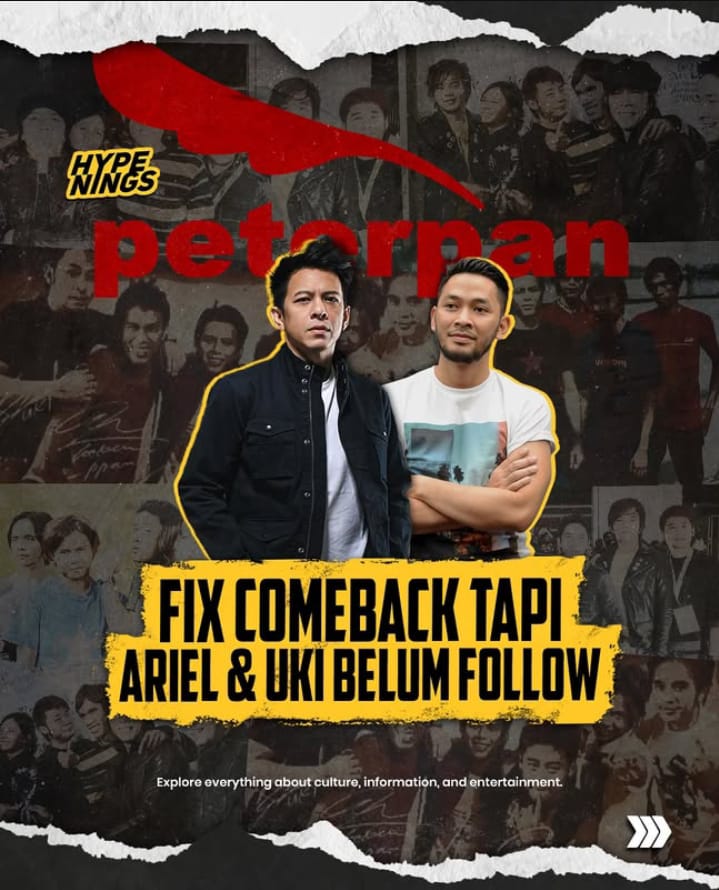 HYPE
NINGS
peterpan
FIX COMEBACK TAPI
ARIEL & UKI BELUM FOLLOW
Explore everything about culture, information, and entertainment.